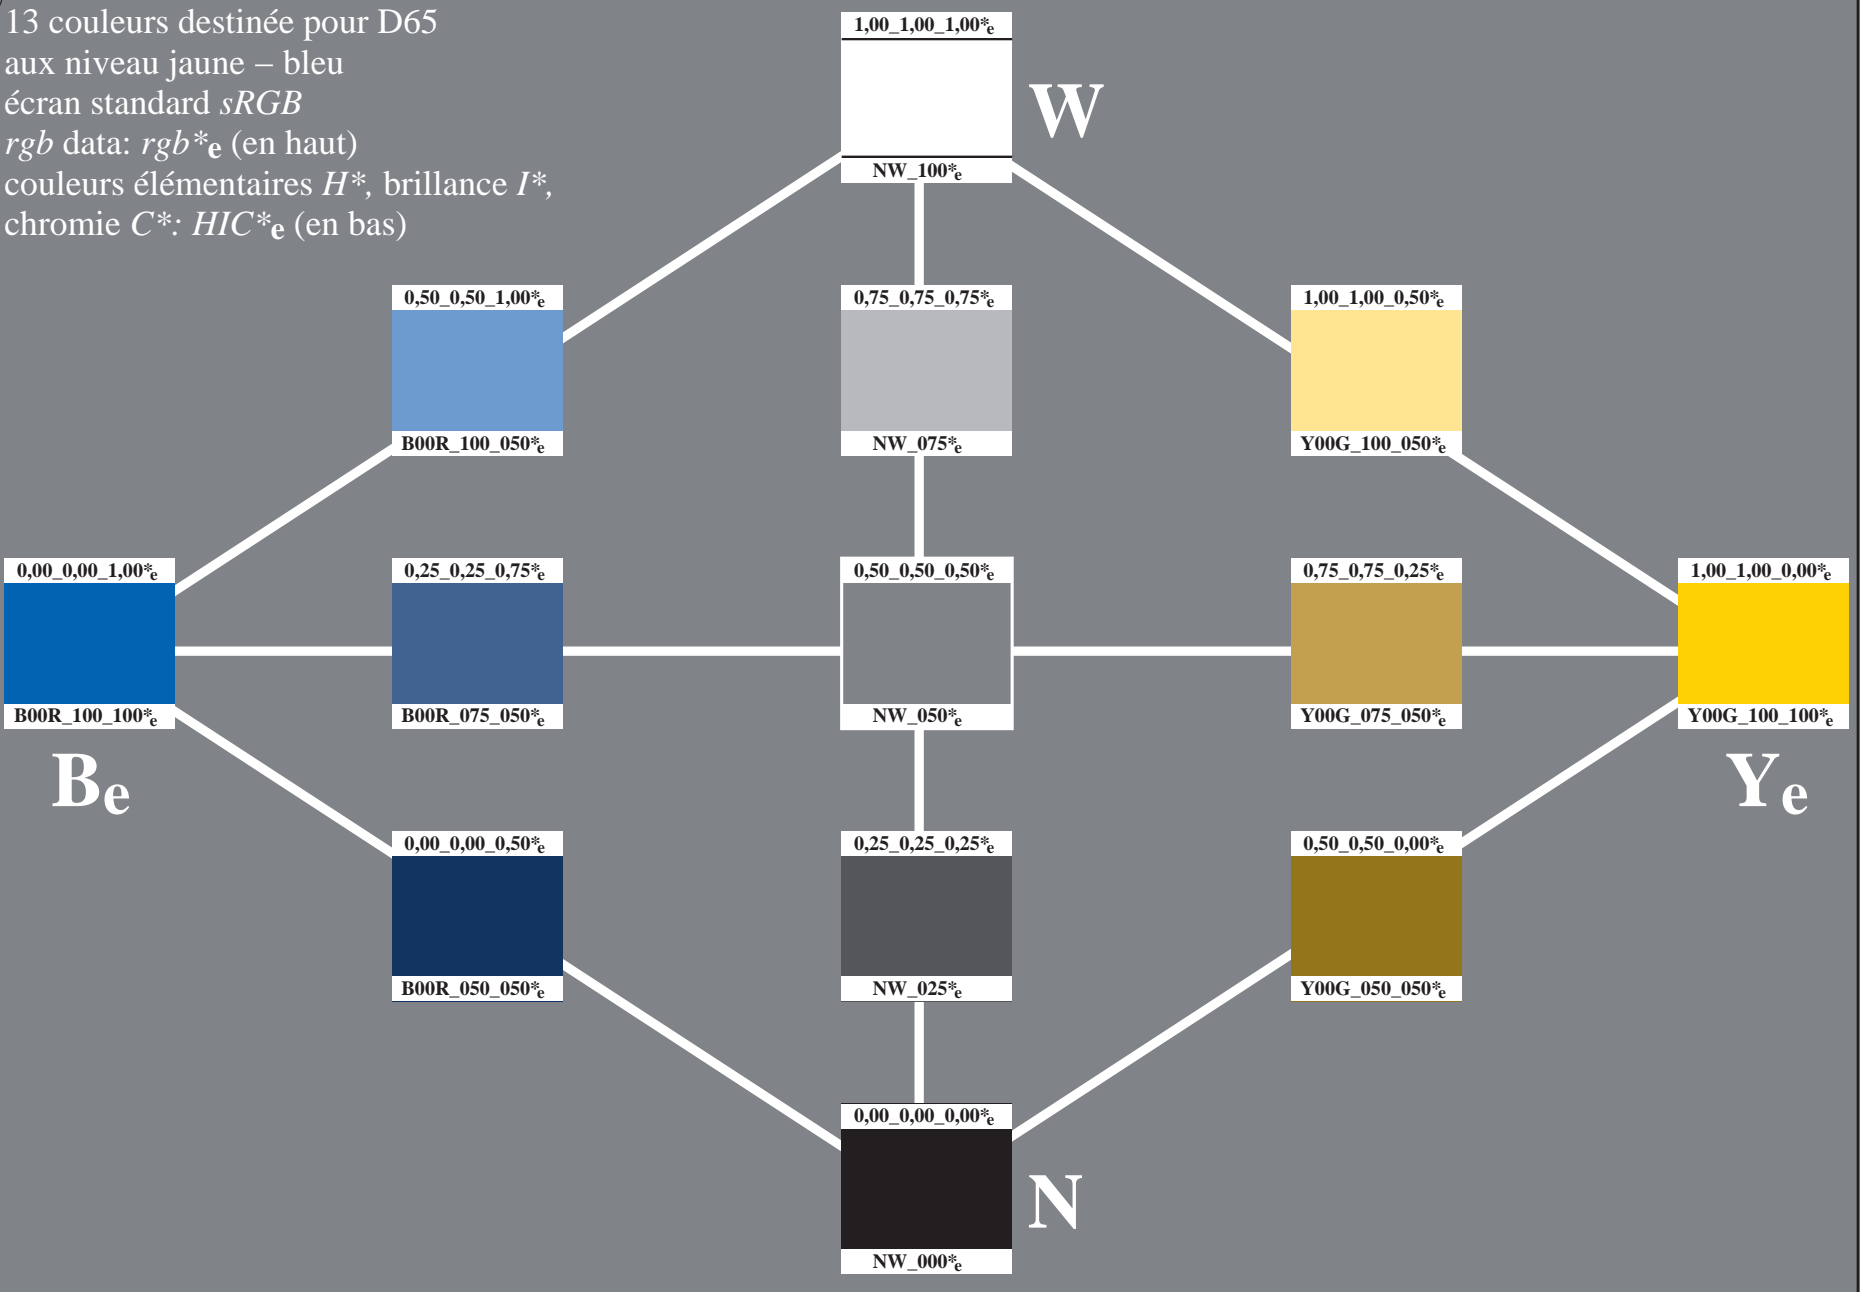 13 couleurs destinée pour D65
aux niveau jaune – bleu
écran standard sRGB
rgb data: rgb*e (en haut)
couleurs élémentaires H*, brillance I*,
chromie C*: HIC*e (en bas)
1,00_1,00_1,00*e
W
NW_100*e
0,50_0,50_1,00*e
B00R_100_050*e
0,75_0,75_0,75*e
NW_075*e
1,00_1,00_0,50*e
Y00G_100_050*e
0,00_0,00_1,00*e
B00R_100_100*e
Be
0,25_0,25_0,75*e
B00R_075_050*e
0,50_0,50_0,50*e
NW_050*e
0,75_0,75_0,25*e
Y00G_075_050*e
1,00_1,00_0,00*e
Y00G_100_100*e
Ye
0,00_0,00_0,50*e
B00R_050_050*e
0,25_0,25_0,25*e
NW_025*e
0,50_0,50_0,00*e
Y00G_050_050*e
0,00_0,00_0,00*e
N
NW_000*e